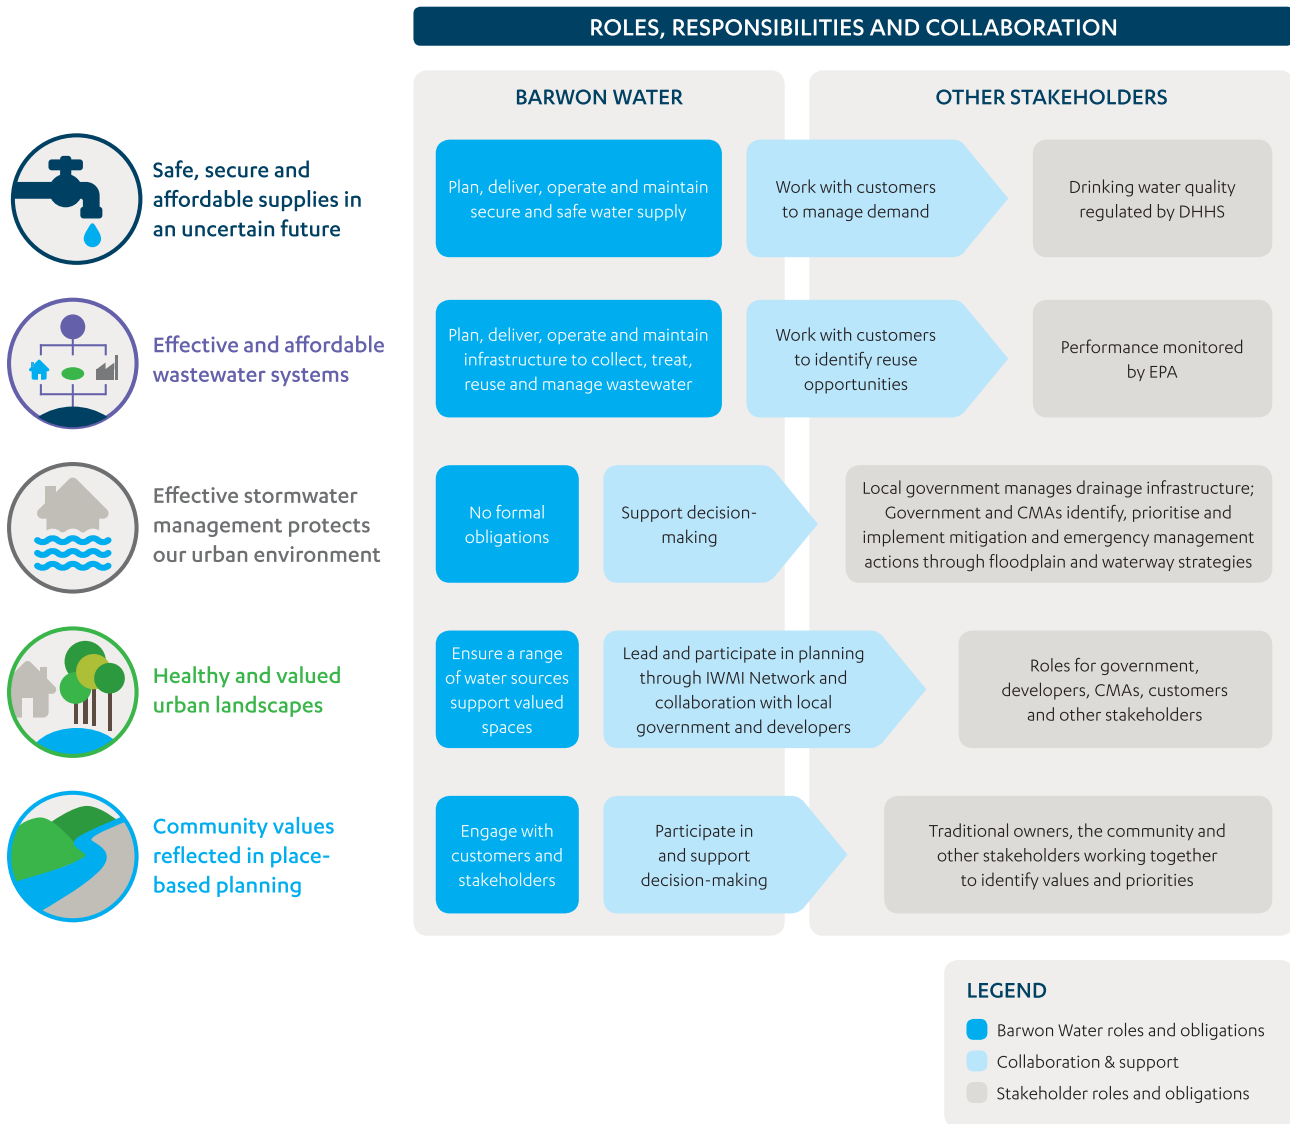 ROLES, RESPONSIBILITIES AND COLLABORATION
BARWON WATER
OTHER STAKEHOLDERS
Safe, secure and
affordable supplies in
an uncertain future
Plan, deliver, operate and maintain
secure and safe water supply
Work with customers
to manage demand
Drinking water quality
regulated by DHHS
Effective and affordable
wastewater systems
Plan, deliver, operate and maintain
infrastructure to collect, treat,
reuse and manage wastewater
Work with customers
to identify reuse
opportunities
Performance monitored
by EPA
Effective stormwater
management protects
our urban environment
No formal
obligations
Support decision-
making
Local government manages drainage infrastructure;
Government and CMAs identify, prioritise and
implement mitigation and emergency management
actions through floodplain and waterway strategies
Healthy and valued
urban landscapes
Ensure a range
of water sources
support valued
spaces
Lead and participate in planning
through IWMI Network and
collaboration with local
government and developers
Roles for government,
developers, CMAs, customers
and other stakeholders
Community values
reflected in place-
based planning
Engage with
customers and
stakeholders
Participate in
and support
decision-making
Traditional owners, the community and
other stakeholders working together
to identify values and priorities
LEGEND
Barwon Water roles and obligations
Collaboration & support
Stakeholder roles and obligations